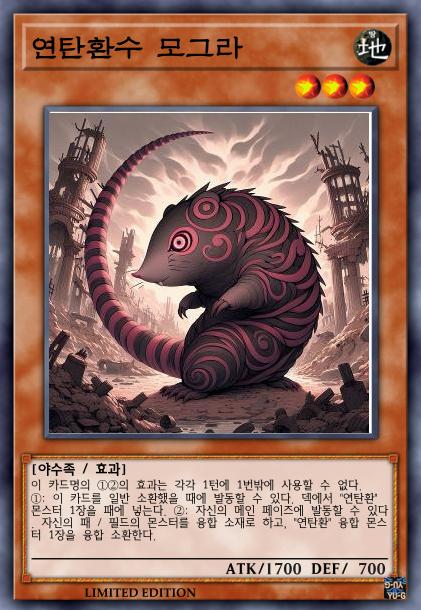 연탄환수 모그라
땅
地
[야수족 / 효과]
이 카드명의 ①②의 효과는 각각 1턴에 1번밖에 사용할 수 없다.
①: 이 카드를 일반 소환했을 때에 발동할 수 있다. 덱에서 "연탄환"
몬스터 1장을 패에 넣는다. ②: 자신의 메인 페이즈에 발동할 수 있다
. 자신의 패 / 필드의 몬스터를 융합 소재로 하고, "연탄환" 융합 몬스
터 1장을 융합 소환한다.
ATK/1700 DEF/ 700
LIMITED EDITION